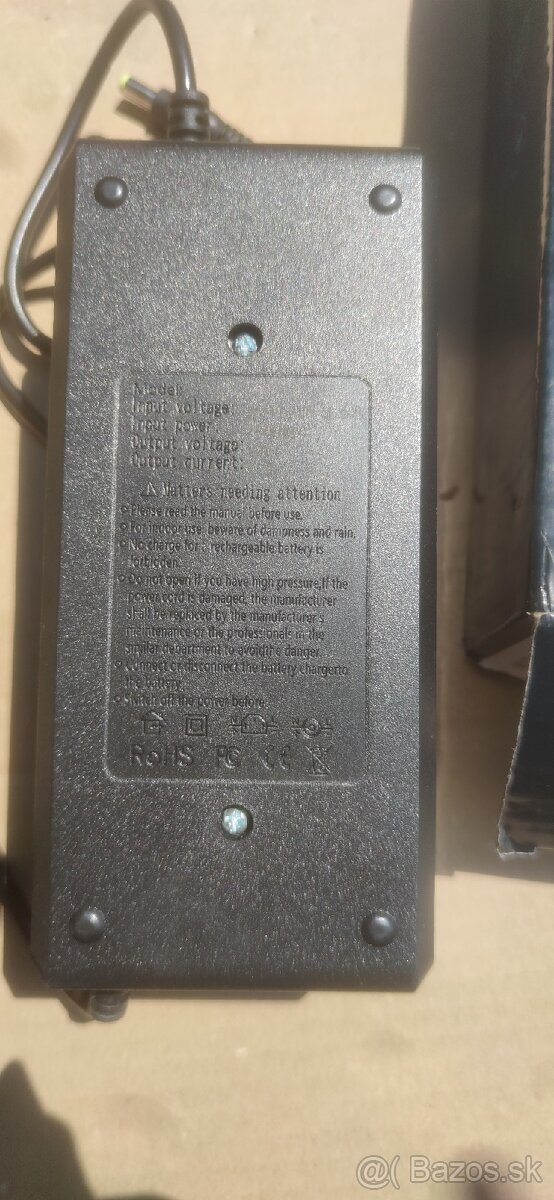 Model
Input voltage:
Input power:
Output voltage:
Output current:
⚠ Matters needing attention
Please read the manual before use.
For indoor use, beware of dampness and rain.
No charge for a rechargeable battery is
forbidden.
Do not open if you have high pressure,If the
power cord is damaged, the manufacturer
shall be replaced by the manufacturer's
maintenance or the professionals in the
similar department to avoidthe danger.
Connect or disconnect the battery chargerto
the battery.
Switch off the power before.
RoHS FC CE
@( Bazos.sk